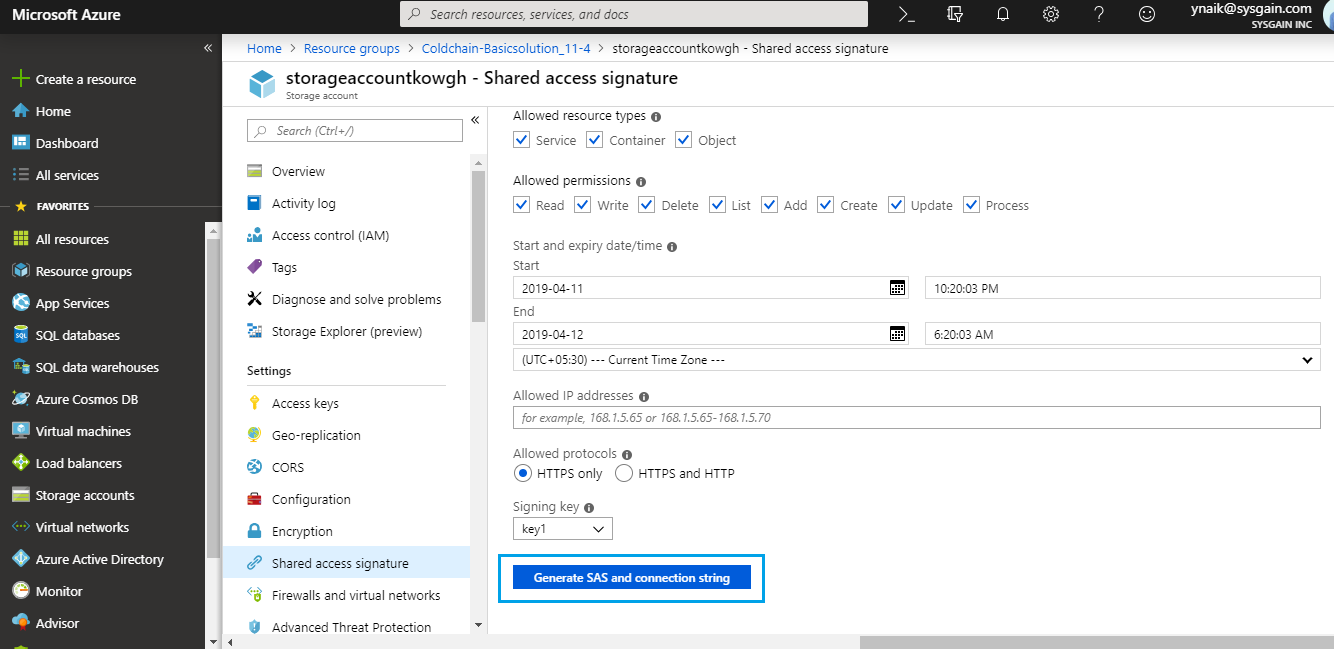 Microsoft Azure
Search resources, services, and docs
ynaik@sysgain.com
SYSGAIN INC
Home > Resource groups > Coldchain-Basicsolution_11-4 > storageaccountkowgh - Shared access signature
storageaccountkowgh - Shared access signature
Storage account
Create a resource
Home
Dashboard
All services
FAVORITES
All resources
Resource groups
App Services
SQL databases
SQL data warehouses
Azure Cosmos DB
Virtual machines
Load balancers
Storage accounts
Virtual networks
Azure Active Directory
Monitor
Advisor
Search (Ctrl+/)
Overview
Activity log
Access control (IAM)
Tags
Diagnose and solve problems
Storage Explorer (preview)
Settings
Access keys
Geo-replication
CORS
Configuration
Encryption
Shared access signature
Firewalls and virtual networks
Advanced Threat Protection
Allowed resource types
Service Container Object
Allowed permissions
Read Write Delete List Add Create Update Process
Start and expiry date/time
Start
2019-04-11 10:20:03 PM
End
2019-04-12 6:20:03 AM
(UTC+05:30) --- Current Time Zone ---
Allowed IP addresses
for example, 168.1.5.65 or 168.1.5.65-168.1.5.70
Allowed protocols
HTTPS only HTTPS and HTTP
Signing key
key1
Generate SAS and connection string